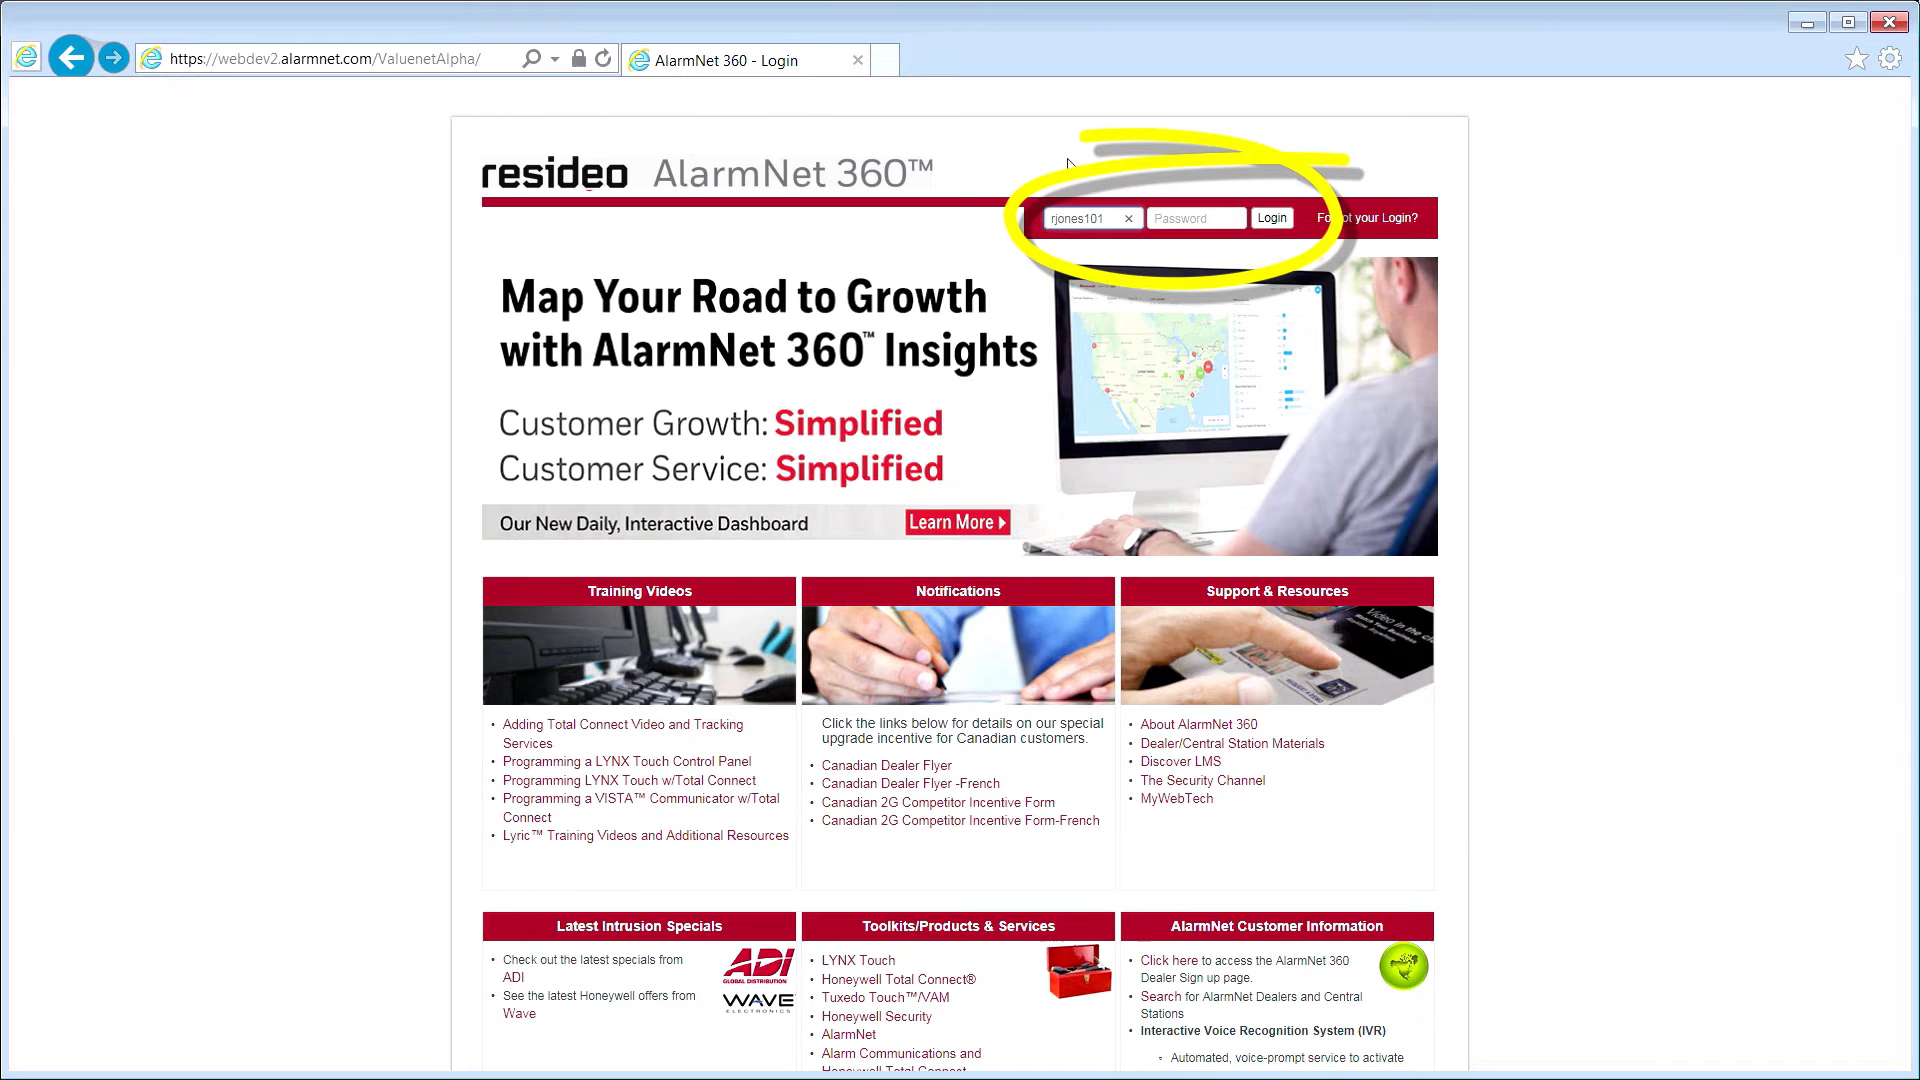 https://webdev2.alarmnet.com/ValuenetAlpha/
AlarmNet 360 - Login
resideo AlarmNet 360™
rjones101
Password
Login
Forgot your Login?
Map Your Road to Growth
with AlarmNet 360™ Insights
Customer Growth: Simplified
Customer Service: Simplified
Our New Daily, Interactive Dashboard
Learn More
Training Videos
Adding Total Connect Video and Tracking
Services
Programming a LYNX Touch Control Panel
Programming LYNX Touch w/Total Connect
Programming a VISTA™ Communicator w/Total
Connect
Lyric™ Training Videos and Additional Resources
Notifications
Click the links below for details on our special
upgrade incentive for Canadian customers.
Canadian Dealer Flyer
Canadian Dealer Flyer -French
Canadian 2G Competitor Incentive Form
Canadian 2G Competitor Incentive Form-French
Support & Resources
About AlarmNet 360
Dealer/Central Station Materials
Discover LMS
The Security Channel
MyWebTech
Latest Intrusion Specials
Check out the latest specials from
ADI
See the latest Honeywell offers from
Wave
ADI
GLOBAL DISTRIBUTION
WAVE
ELECTRONICS
Toolkits/Products & Services
LYNX Touch
Honeywell Total Connect®
Tuxedo Touch™/VAM
Honeywell Security
AlarmNet
Alarm Communications and
Honeywell Total Connect
AlarmNet Customer Information
Click here to access the AlarmNet 360
Dealer Sign up page.
Search for AlarmNet Dealers and Central
Stations
Interactive Voice Recognition System (IVR)
Automated, voice-prompt service to activate